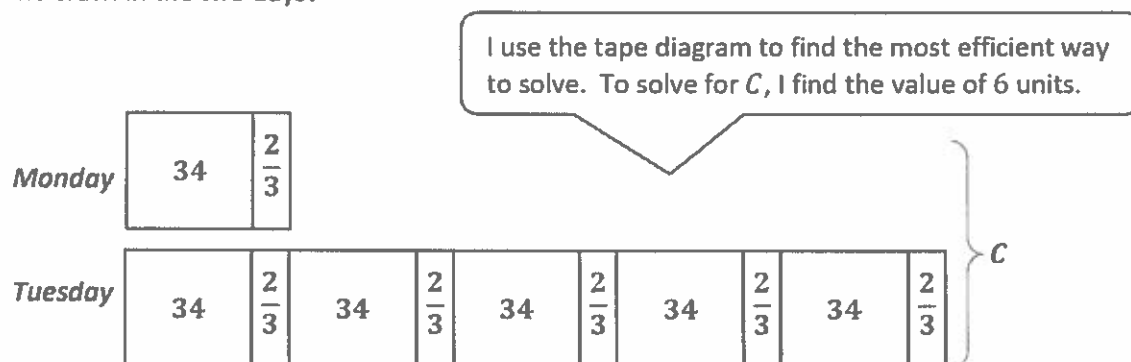 I use the tape diagram to find the most efficient way
to solve. To solve for C, I find the value of 6 units.
Monday 34 2/3
C
Tuesday 34 2/3 34 2/3 34 2/3 34 2/3 34 2/3